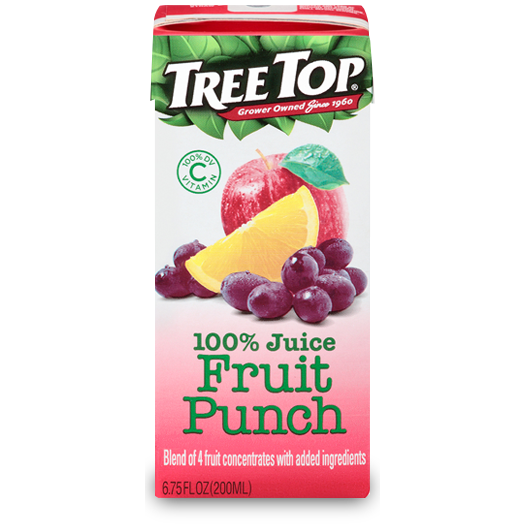 TREE TOP®
Grower Owned Since 1960
100% DV
C
VITAMIN
100% Juice
Fruit
Punch
Blend of 4 fruit concentrates with added ingredients
6.75 FL OZ (200ML)